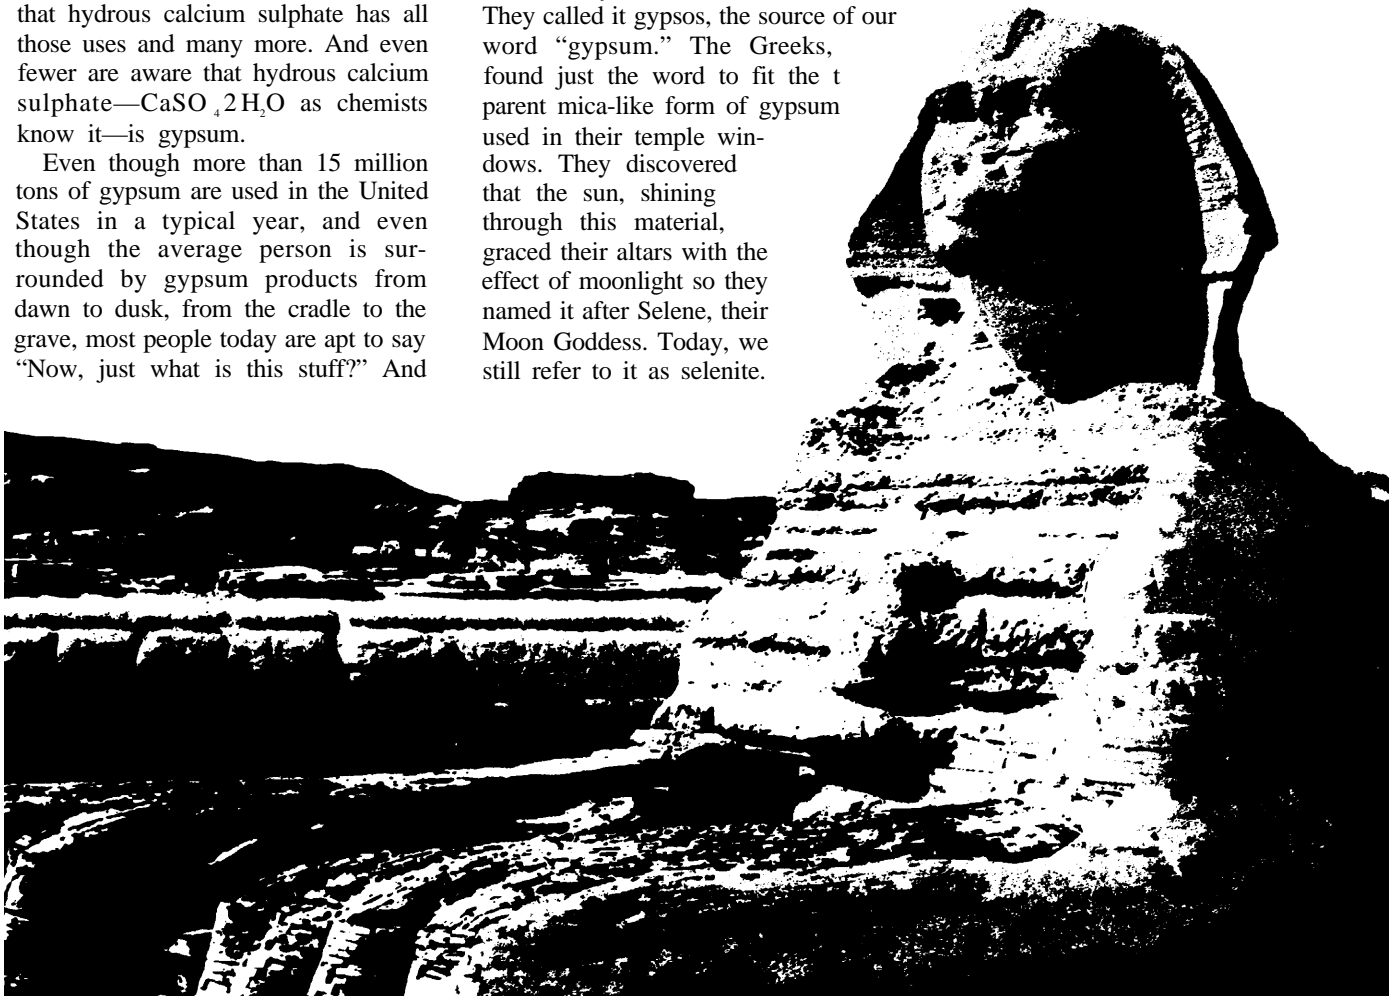 that hydrous calcium sulphate has all
those uses and many more. And even
fewer are aware that hydrous calcium
sulphate—CaSO₄2H₂O as chemists
know it—is gypsum.
Even though more than 15 million
tons of gypsum are used in the United
States in a typical year, and even
though the average person is sur-
rounded by gypsum products from
dawn to dusk, from the cradle to the
grave, most people today are apt to say
“Now, just what is this stuff?” And
They called it gypsos, the source of our
word “gypsum.” The Greeks,
found just the word to fit the t
parent mica-like form of gypsum
used in their temple win-
dows. They discovered
that the sun, shining
through this material,
graced their altars with the
effect of moonlight so they
named it after Selene, their
Moon Goddess. Today, we
still refer to it as selenite.